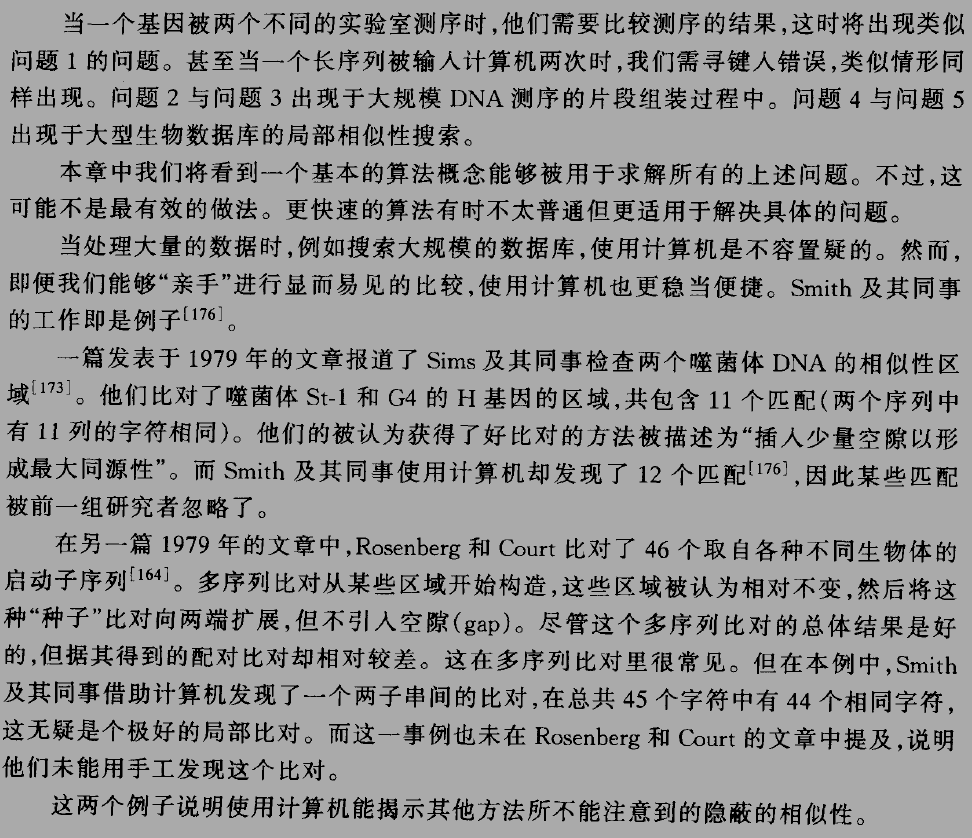 当一个基因被两个不同的实验室测序时,他们需要比较测序的结果,这时将出现类似
问题 1 的问题。甚至当一个长序列被输入计算机两次时,我们需寻键入错误,类似情形同
样出现。问题 2 与问题 3 出现于大规模 DNA 测序的片段组装过程中。问题 4 与问题 5
出现于大型生物数据库的局部相似性搜索。
本章中我们将看到一个基本的算法概念能够被用于求解所有的上述问题。不过,这
可能不是最有效的做法。更快速的算法有时不太普通但更适用于解决具体的问题。
当处理大量的数据时,例如搜索大规模的数据库,使用计算机是不容置疑的。然而,
即便我们能够“亲手”进行显而易见的比较,使用计算机也更稳当便捷。Smith 及其同事
的工作即是例子[176]。
一篇发表于 1979 年的文章报道了 Sims 及其同事检查两个噬菌体 DNA 的相似性区
域[173]。他们比对了噬菌体 St-1 和 G4 的 H 基因的区域,共包含 11 个匹配(两个序列中
有 11 列的字符相同)。他们的被认为获得了好比对的方法被描述为“插入少量空隙以形
成最大同源性”。而 Smith 及其同事使用计算机却发现了 12 个匹配[176],因此某些匹配
被前一组研究者忽略了。
在另一篇 1979 年的文章中,Rosenberg 和 Court 比对了 46 个取自各种不同生物体的
启动子序列[164]。多序列比对从某些区域开始构造,这些区域被认为相对不变,然后将这
种“种子”比对向两端扩展,但不引入空隙(gap)。尽管这个多序列比对的总体结果是好
的,但据其得到的配对比对却相对较差。这在多序列比对里很常见。但在本例中,Smith
及其同事借助计算机发现了一个两子串间的比对,在总共 45 个字符中有 44 个相同字符,
这无疑是个极好的局部比对。而这一事例也未在 Rosenberg 和 Court 的文章中提及,说明
他们未能用手工发现这个比对。
这两个例子说明使用计算机能揭示其他方法所不能注意到的隐蔽的相似性。